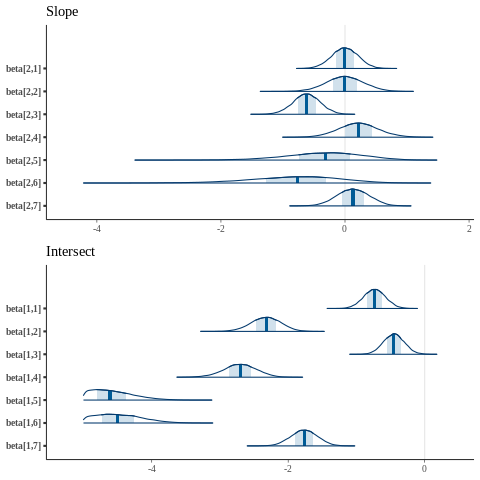 Slope
beta[2,1]
beta[2,2]
beta[2,3]
beta[2,4]
beta[2,5]
beta[2,6]
beta[2,7]
-4 -2 0 2
Intersect
beta[1,1]
beta[1,2]
beta[1,3]
beta[1,4]
beta[1,5]
beta[1,6]
beta[1,7]
-4 -2 0